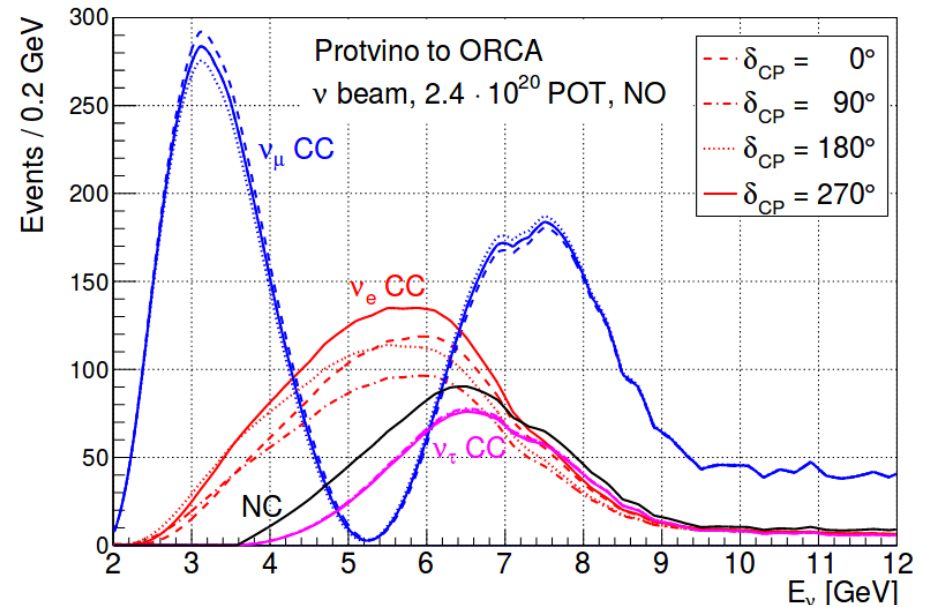 Events / 0.2 GeV
300
250
200
150
100
50
0
Protvino to ORCA
ν beam, 2.4 · 10²⁰ POT, NO
δCP = 0°
δCP = 90°
δCP = 180°
δCP = 270°
νμ CC
νe CC
ντ CC
NC
2 3 4 5 6 7 8 9 10 11 12
Eν [GeV]